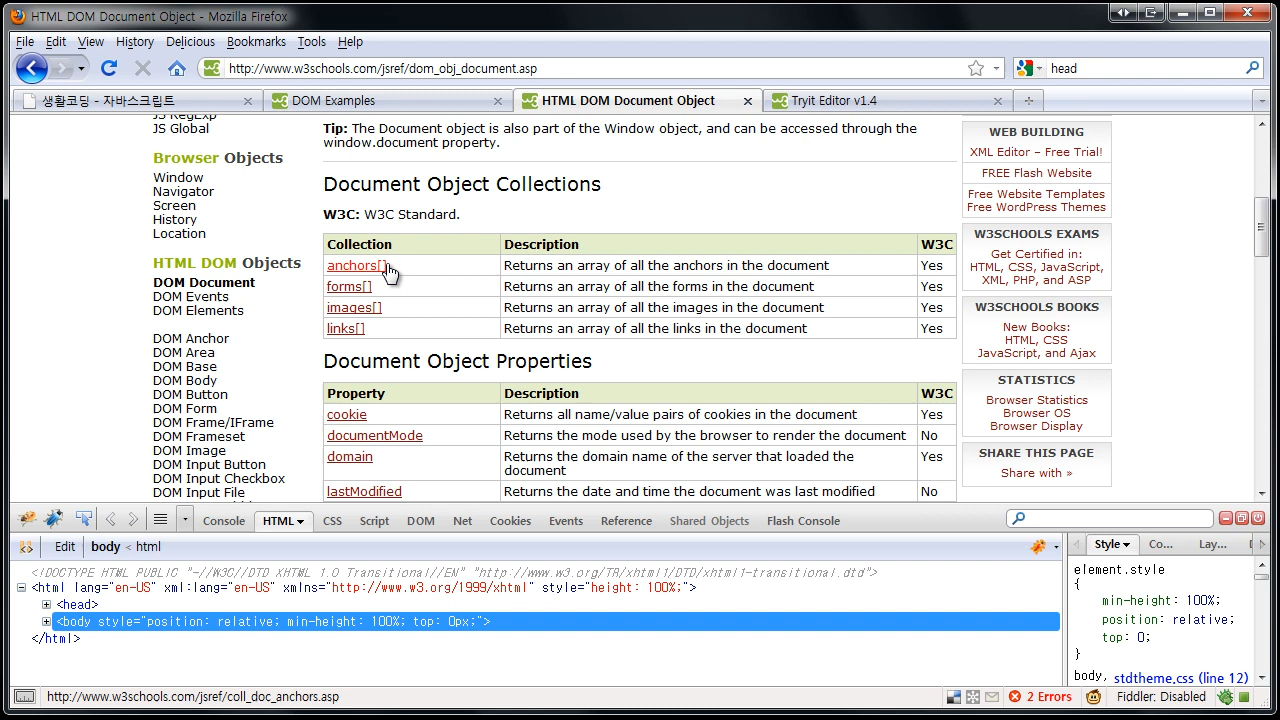 HTML DOM Document Object - Mozilla Firefox
File Edit View History Delicious Bookmarks Tools Help
http://www.w3schools.com/jsref/dom_obj_document.asp
head
생활코딩 - 자바스크립트
DOM Examples
HTML DOM Document Object
Tryit Editor v1.4
JS RegExp
JS Global
Browser Objects
Window
Navigator
Screen
History
Location
HTML DOM Objects
DOM Document
DOM Events
DOM Elements
DOM Anchor
DOM Area
DOM Base
DOM Body
DOM Button
DOM Form
DOM Frame/IFrame
DOM Frameset
DOM Image
DOM Input Button
DOM Input Checkbox
DOM Input File
Tip: The Document object is also part of the Window object, and can be accessed through the
window.document property.
Document Object Collections
W3C: W3C Standard.
Collection Description W3C
anchors[] Returns an array of all the anchors in the document Yes
forms[] Returns an array of all the forms in the document Yes
images[] Returns an array of all the images in the document Yes
links[] Returns an array of all the links in the document Yes
Document Object Properties
Property Description W3C
cookie Returns all name/value pairs of cookies in the document Yes
documentMode Returns the mode used by the browser to render the document No
domain Returns the domain name of the server that loaded the Yes
document
lastModified Returns the date and time the document was last modified No
WEB BUILDING
XML Editor – Free Trial!
FREE Flash Website
Free Website Templates
Free WordPress Themes
W3SCHOOLS EXAMS
Get Certified in:
HTML, CSS, JavaScript,
XML, PHP, and ASP
W3SCHOOLS BOOKS
New Books:
HTML, CSS
JavaScript, and Ajax
STATISTICS
Browser Statistics
Browser OS
Browser Display
SHARE THIS PAGE
Share with »
Console HTML CSS Script DOM Net Cookies Events Reference Shared Objects Flash Console
Edit body < html
<!DOCTYPE HTML PUBLIC "-//W3C//DTD XHTML 1.0 Transitional//EN" "http://www.w3.org/TR/xhtml1/DTD/xhtml1-transitional.dtd">
<html lang="en-US" xml:lang="en-US" xmlns="http://www.w3.org/1999/xhtml" style="height: 100%;">
<head>
<body style="position: relative; min-height: 100%; top: 0px;">
</html>
Style Co... Lay...
element.style
{
min-height: 100%;
position: relative;
top: 0;
}
body, stdtheme.css (line 12)
http://www.w3schools.com/jsref/coll_doc_anchors.asp
2 Errors
Fiddler: Disabled